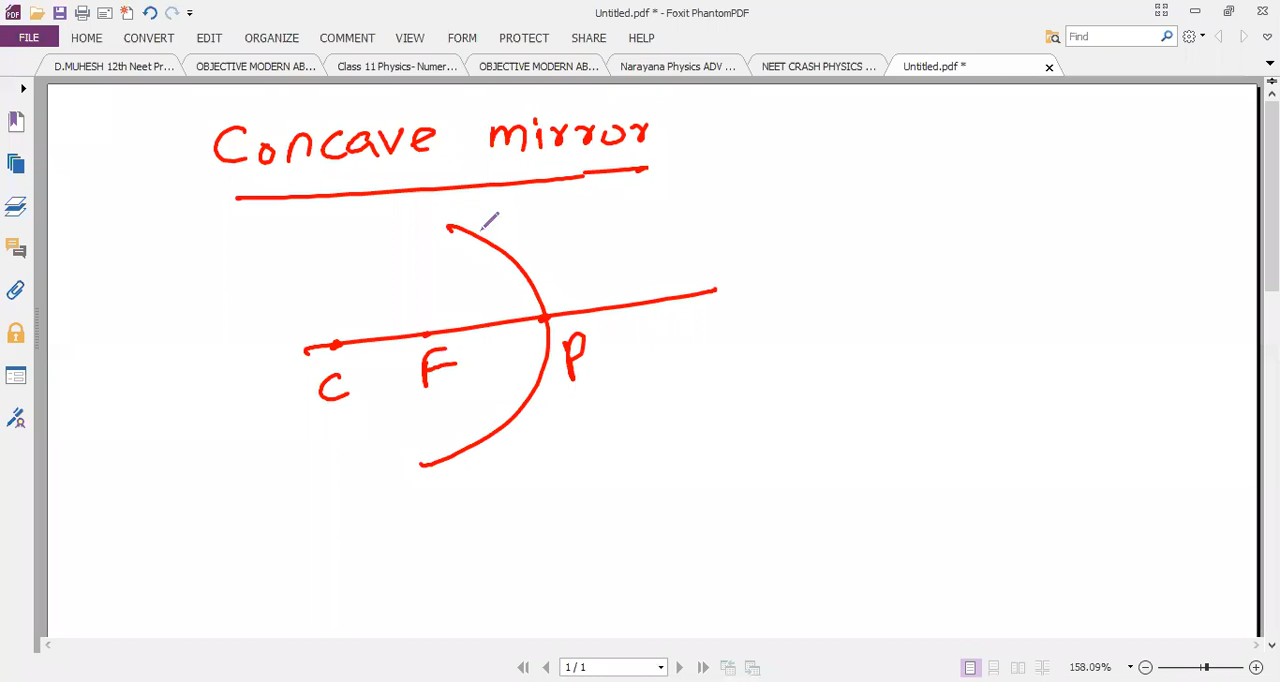 Untitled.pdf * - Foxit PhantomPDF
FILE HOME CONVERT EDIT ORGANIZE COMMENT VIEW FORM PROTECT SHARE HELP Find
D.MUHESH 12th Neet Pr... OBJECTIVE MODERN AB... Class 11 Physics- Numer... OBJECTIVE MODERN AB... Narayana Physics ADV ... NEET CRASH PHYSICS ... Untitled.pdf *
Concave mirror
C F P
1 / 1 158.09%